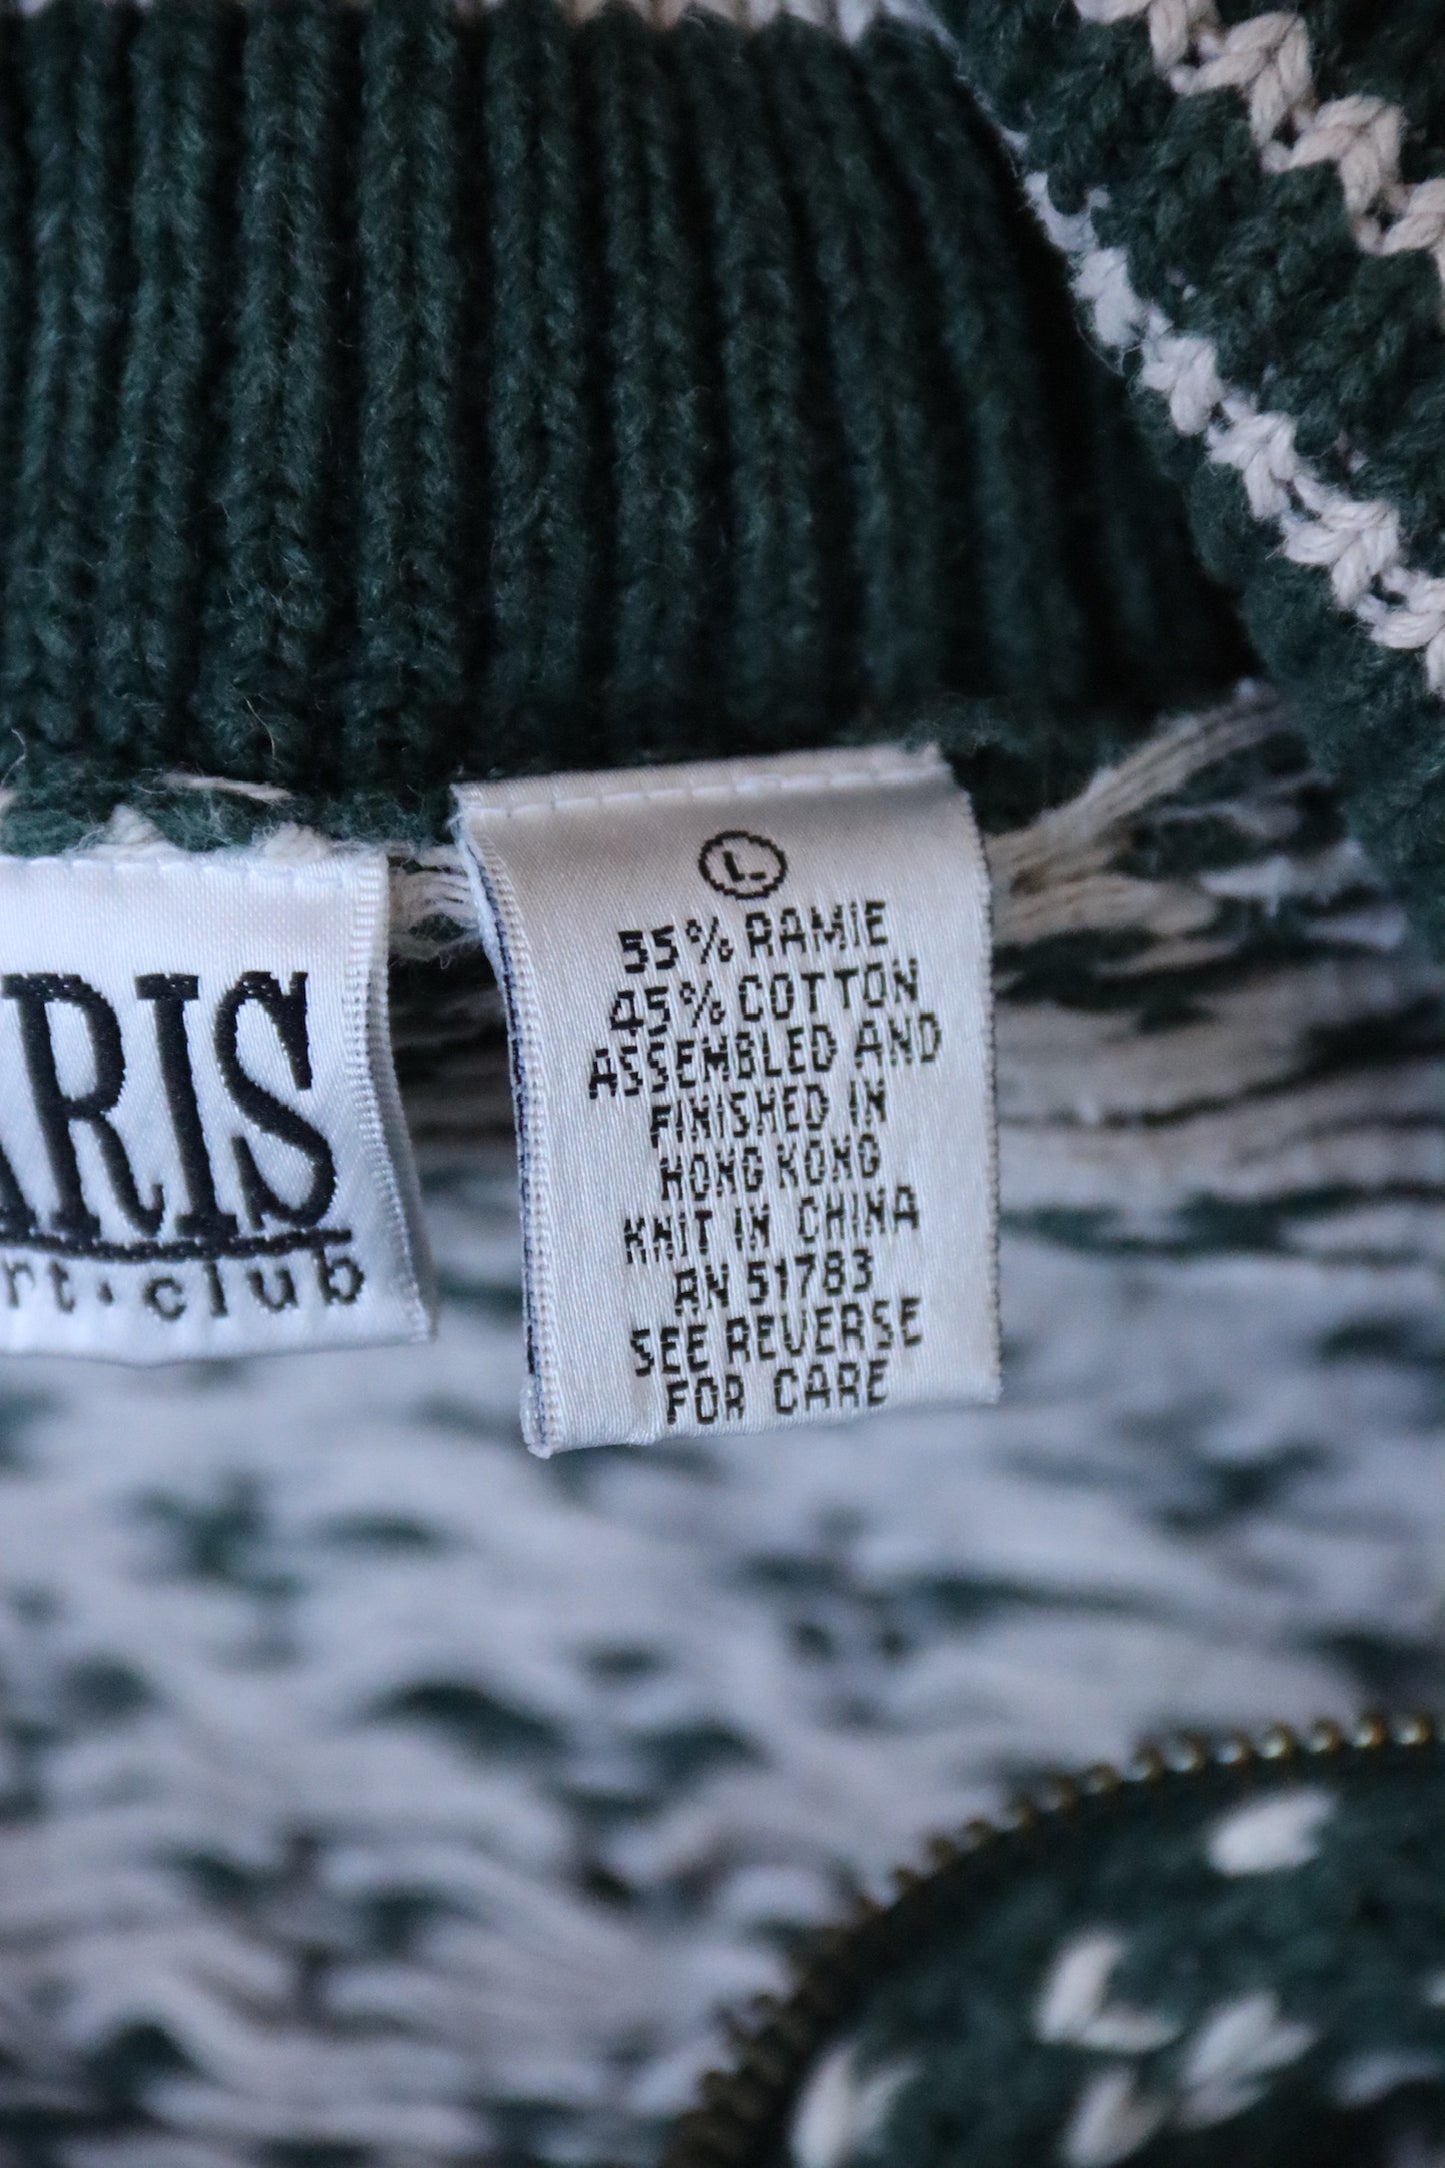 L
55% RAMIE
45% COTTON
ASSEMBLED AND
FINISHED IN
HONG KONG
KNIT IN CHINA
RN 51783
SEE REVERSE
FOR CARE
ARIS
rt·club